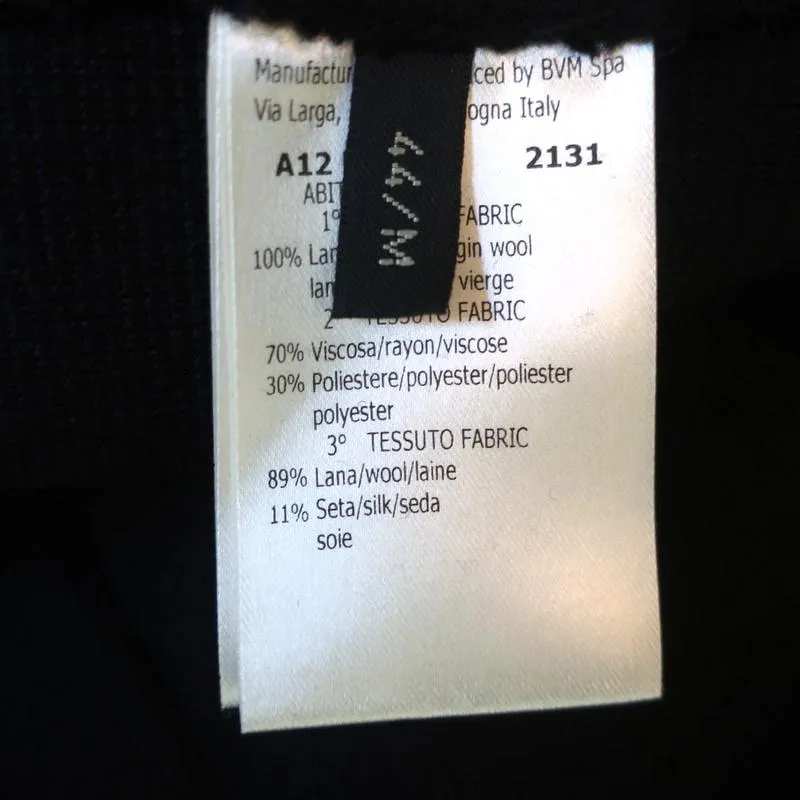 Manufactur ced by BVM Spa
Via Larga, ogna Italy
A12 2131
ABI
1° FABRIC
100% Lan gin wool
lan vierge
2 TESSUTO FABRIC
70% Viscosa/rayon/viscose
30% Poliestere/polyester/poliester
polyester
3° TESSUTO FABRIC
89% Lana/wool/laine
11% Seta/silk/seda
soie
44/M